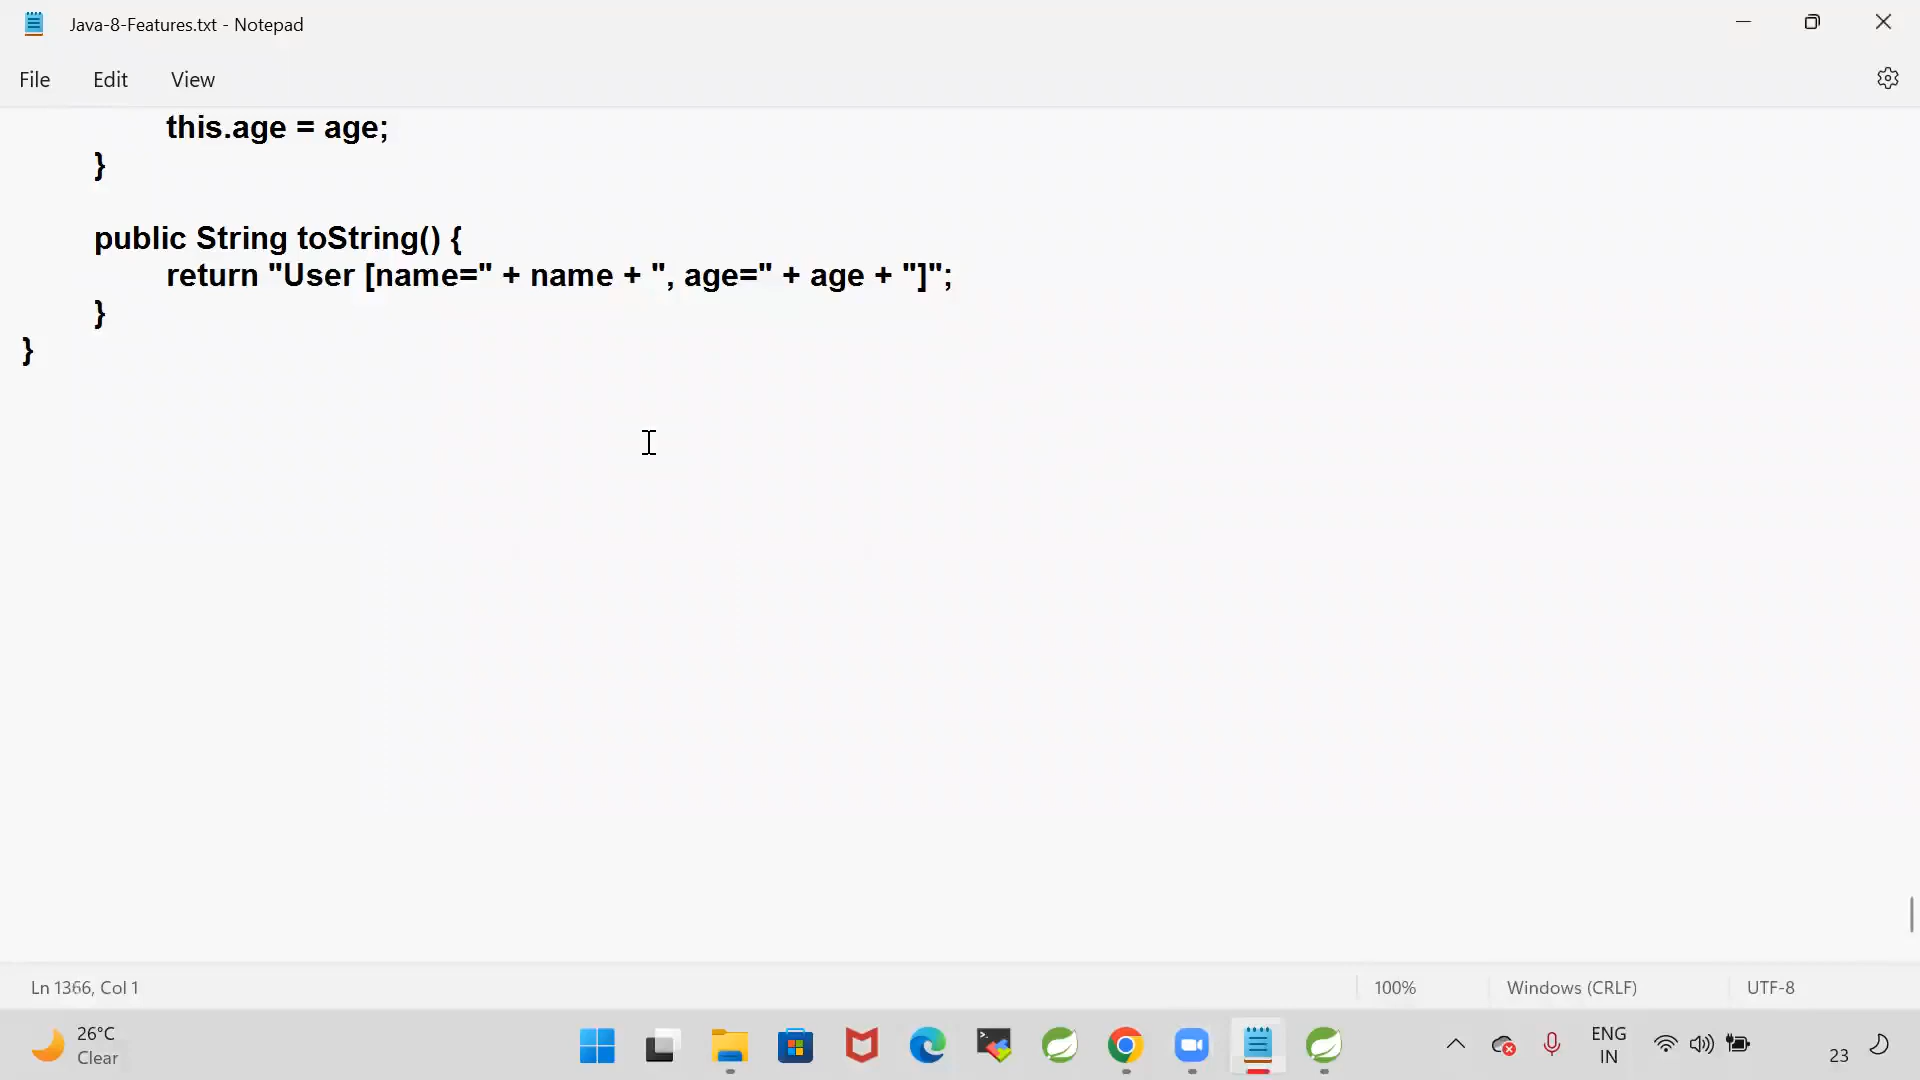 Java-8-Features.txt - Notepad
File Edit View
this.age = age;
}
public String toString() {
return "User [name=" + name + ", age=" + age + "]";
}
}
Ln 1366, Col 1 100% Windows (CRLF) UTF-8
26°C
Clear
ENG
IN
23